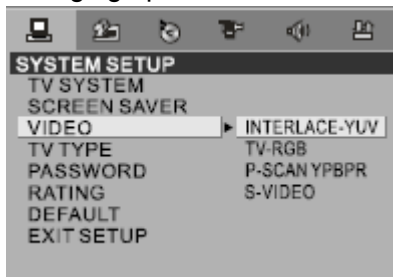 SYSTEM SETUP
TV SYSTEM
SCREEN SAVER
VIDEO
INTERLACE-YUV
TV TYPE
TV-RGB
PASSWORD
P-SCAN YPBPR
RATING
S-VIDEO
DEFAULT
EXIT SETUP